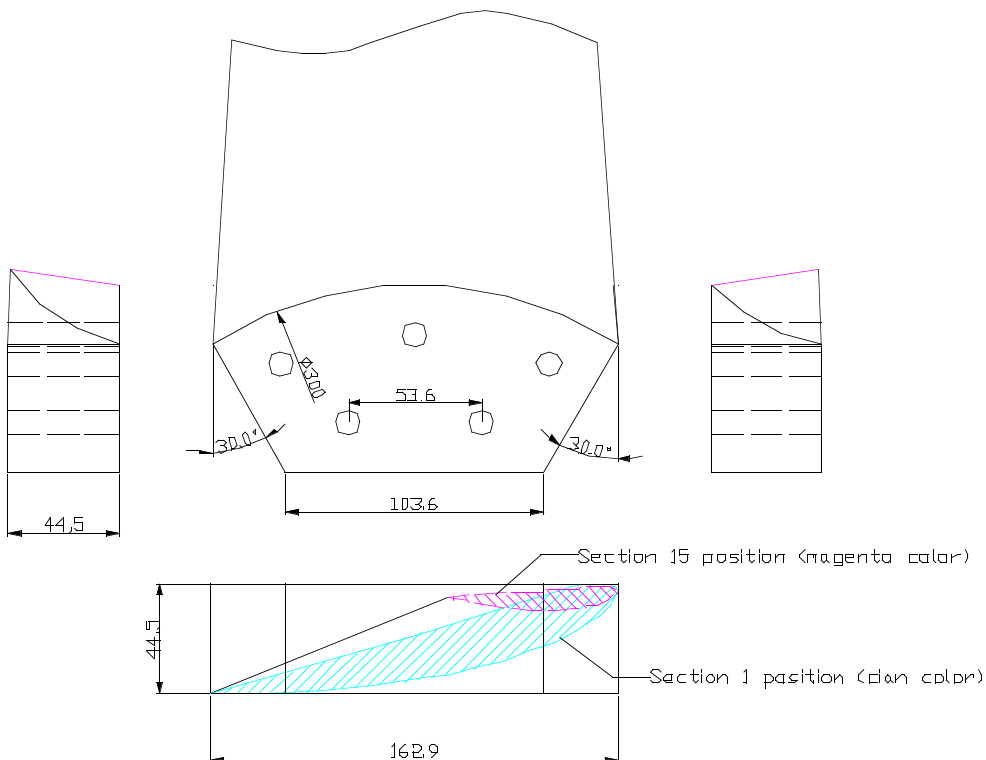 Ø300
53.6
30.0°
30.0°
103.6
44,5
Section 15 position (magenta color)
44,5
Section 1 position (cian color)
162.9